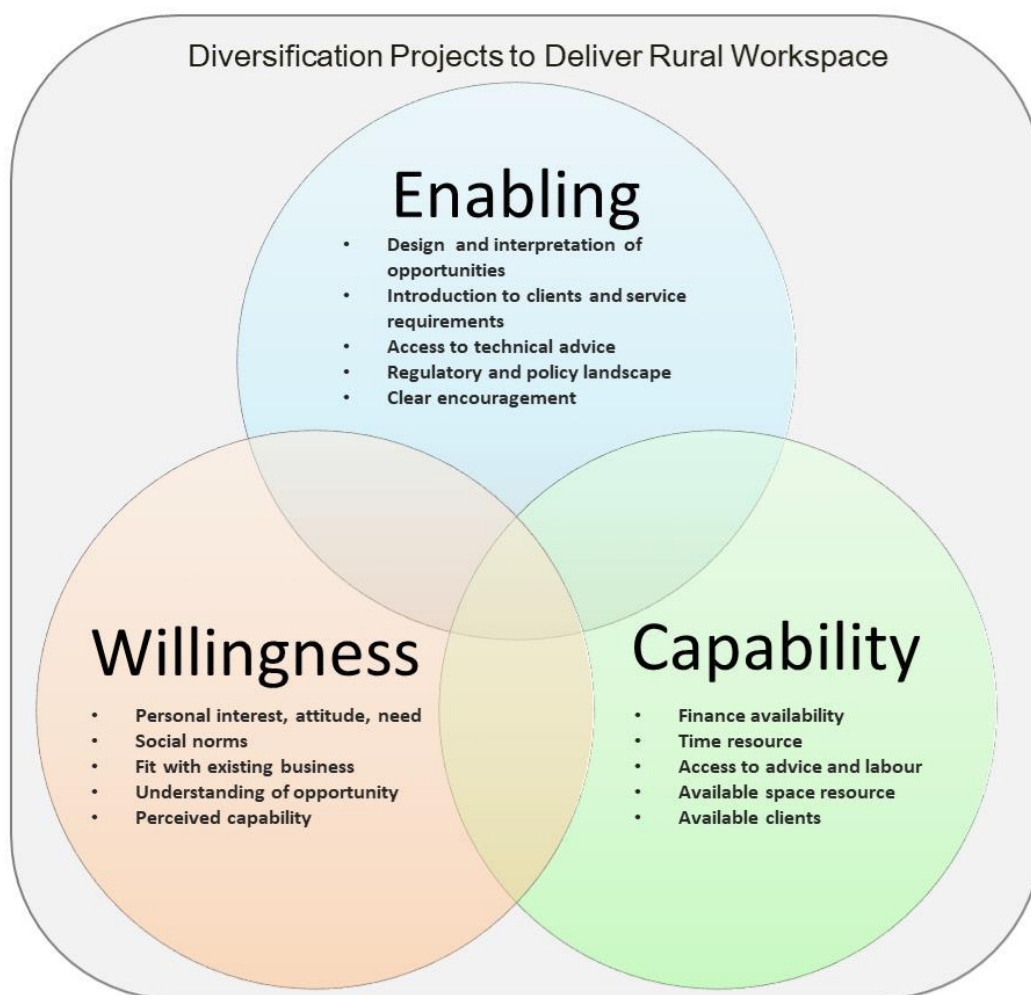 Diversification Projects to Deliver Rural Workspace
Enabling
• Design and interpretation of
opportunities
• Introduction to clients and service
requirements
• Access to technical advice
• Regulatory and policy landscape
• Clear encouragement
Willingness
• Personal interest, attitude, need
• Social norms
• Fit with existing business
• Understanding of opportunity
• Perceived capability
Capability
• Finance availability
• Time resource
• Access to advice and labour
• Available space resource
• Available clients